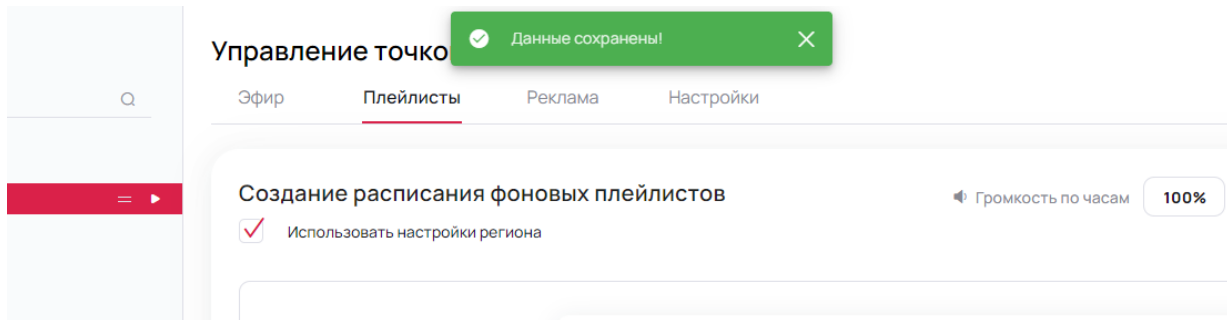 Данные сохранены!
Управление точко
Эфир Плейлисты Реклама Настройки
Создание расписания фоновых плейлистов
Громкость по часам 100%
Использовать настройки региона